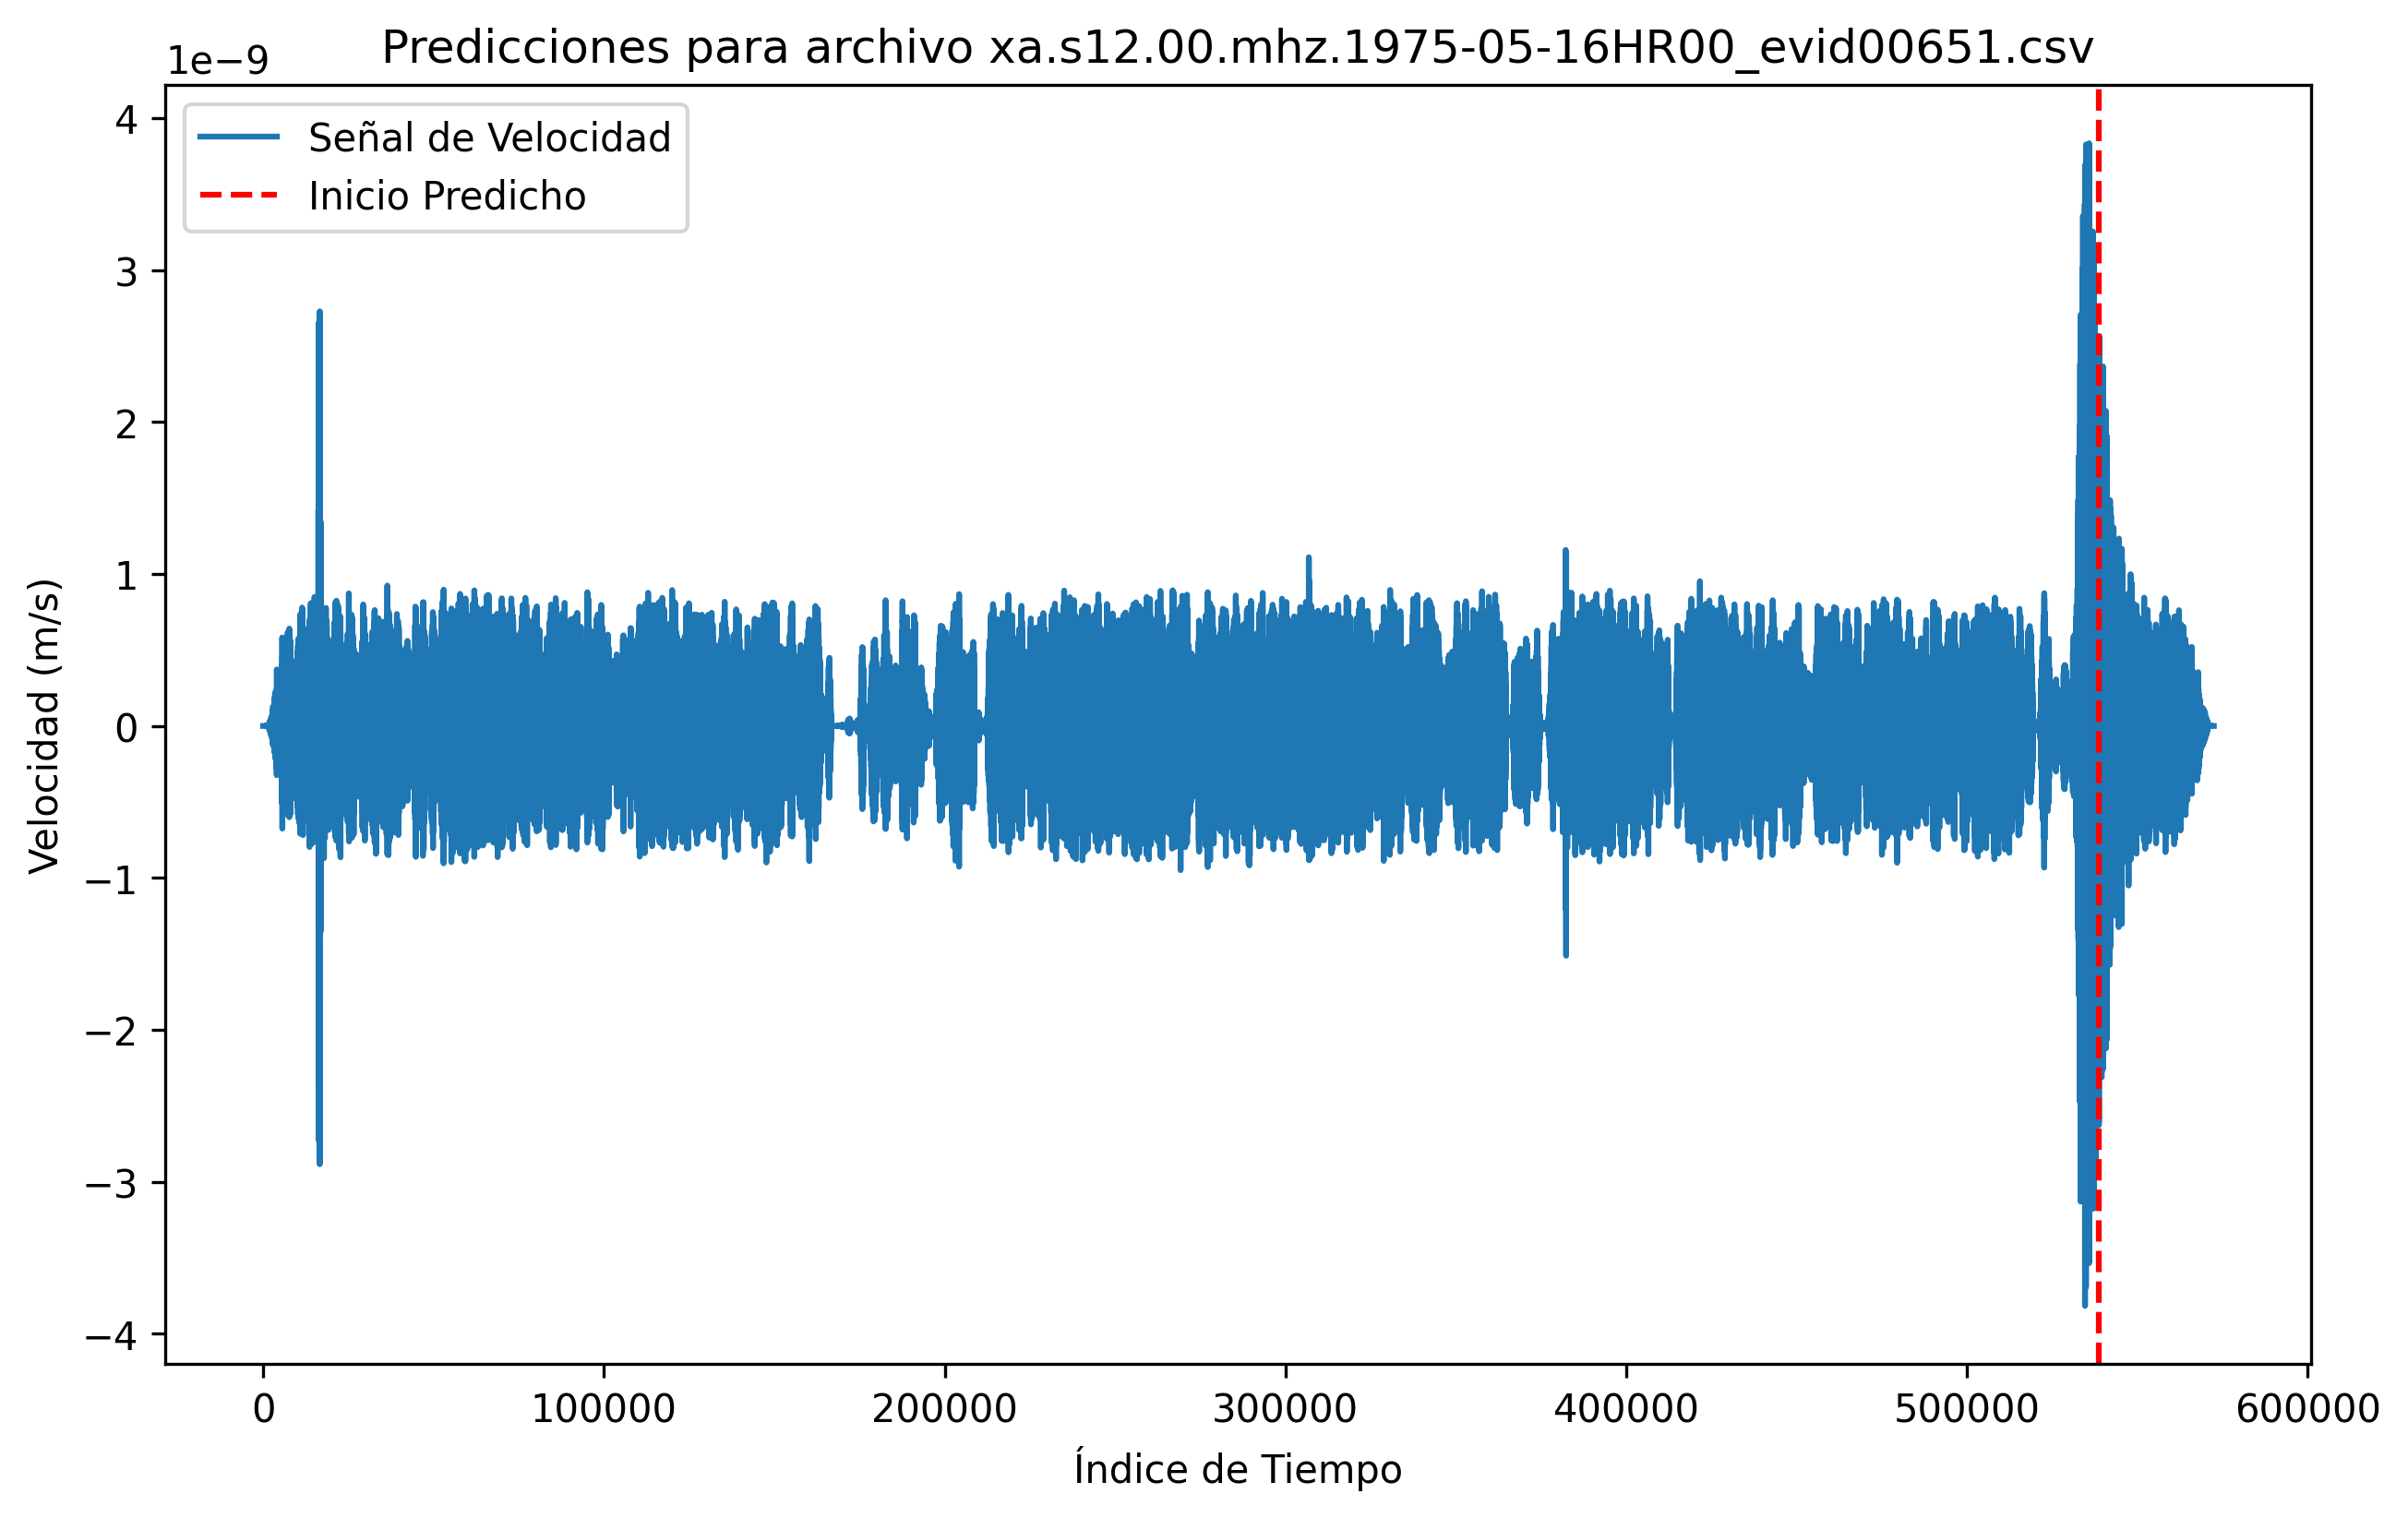 Predicciones para archivo xa.s12.00.mhz.1975-05-16HR00_evid00651.csv
1e−9
Señal de Velocidad
Inicio Predicho
4
3
2
1
0
−1
−2
−3
−4
Velocidad (m/s)
0
100000
200000
300000
400000
500000
600000
Índice de Tiempo